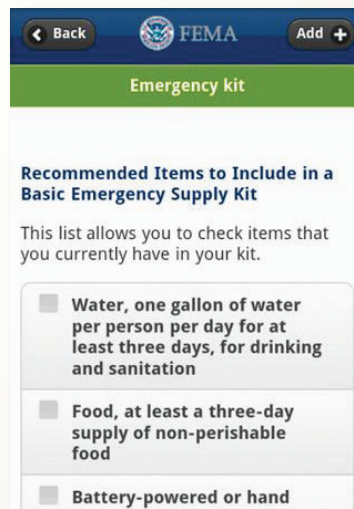 Back FEMA Add
Emergency kit
Recommended Items to Include in a
Basic Emergency Supply Kit
This list allows you to check items that
you currently have in your kit.
Water, one gallon of water
per person per day for at
least three days, for drinking
and sanitation
Food, at least a three-day
supply of non-perishable
food
Battery-powered or hand